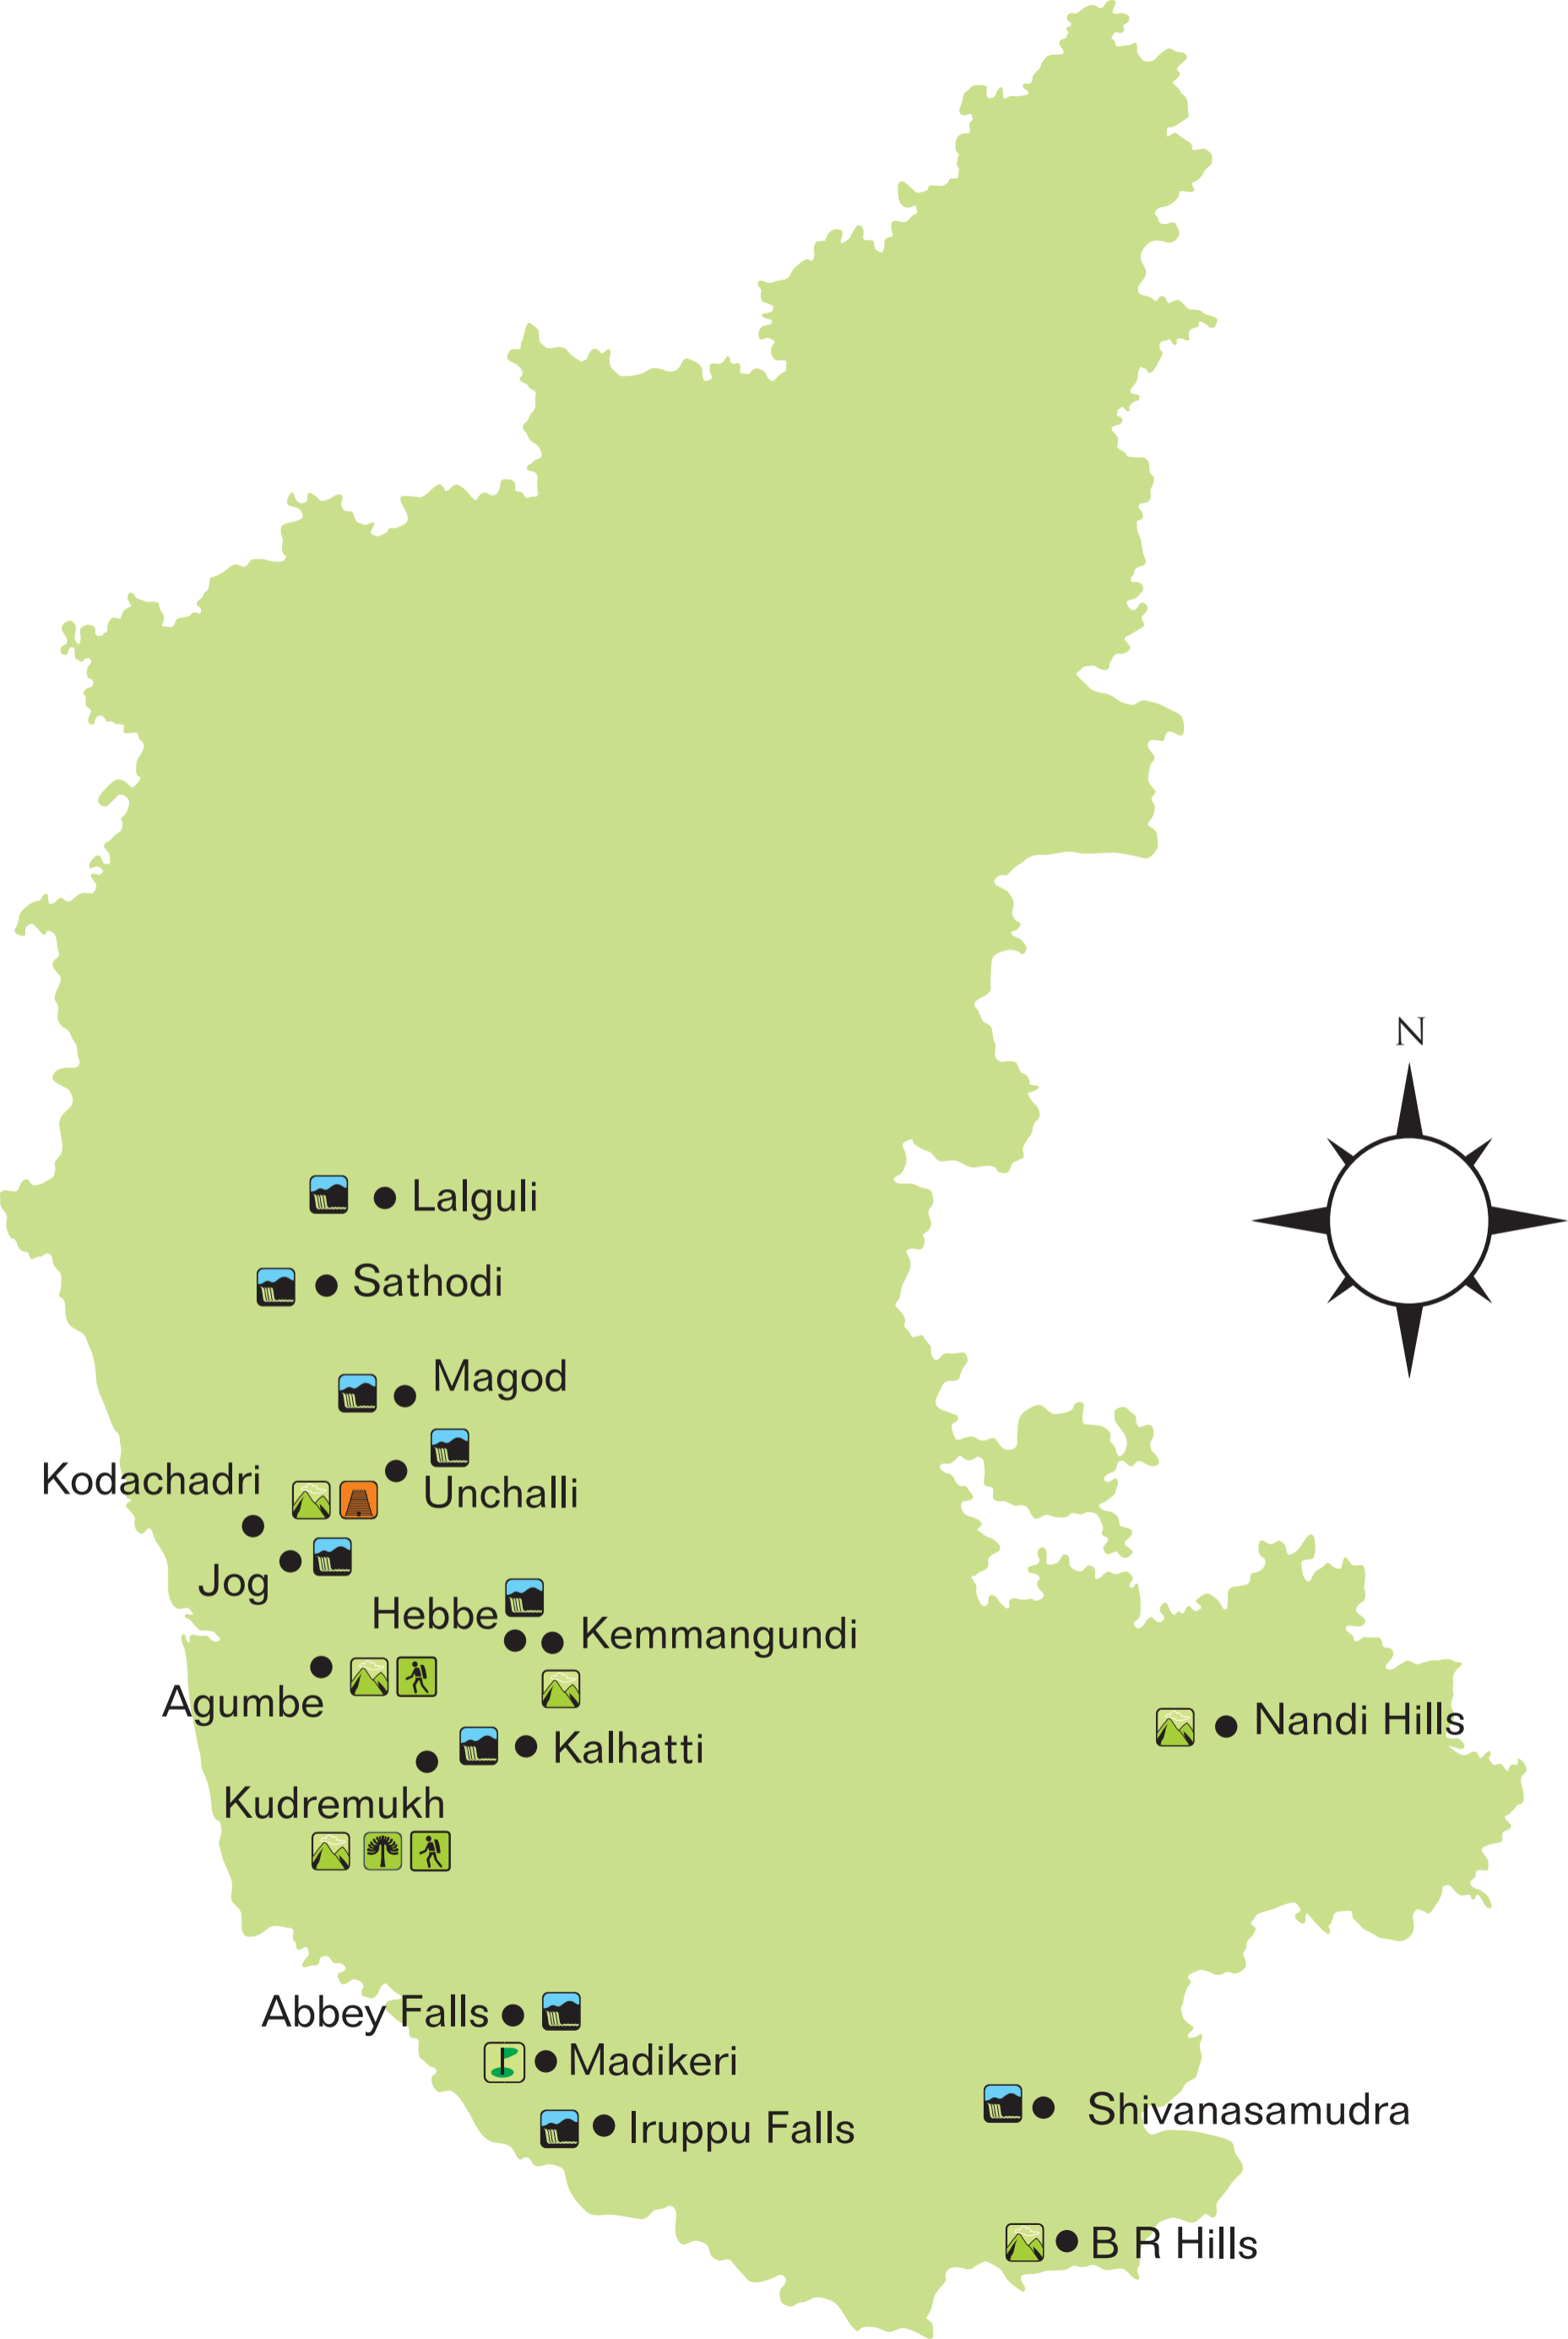 N
Lalguli
Sathodi
Magod
Kodachadri
Unchalli
Jog
Hebbe
Kemmangundi
Agumbe
Nandi Hills
Kalhatti
Kudremukh
Abbey Falls
Madikeri
Shivanasamudra
Iruppu Falls
B R Hills